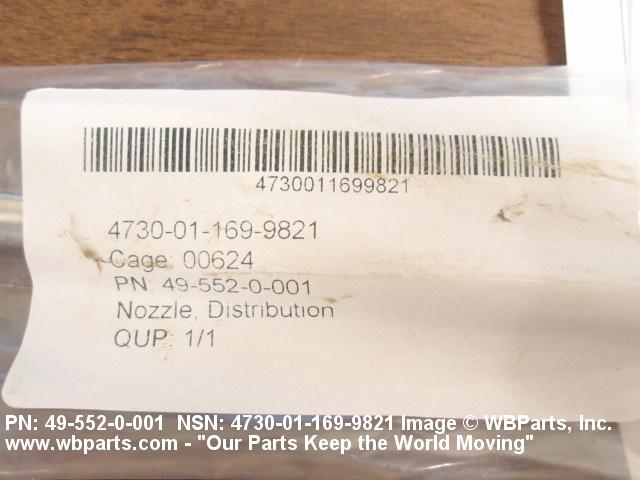 4730011699821
4730-01-169-9821
Cage: 00624
PN: 49-552-0-001
Nozzle, Distribution
QUP: 1/1
PN: 49-552-0-001 NSN: 4730-01-169-9821 Image © WBParts, Inc.
www.wbparts.com - "Our Parts Keep the World Moving"